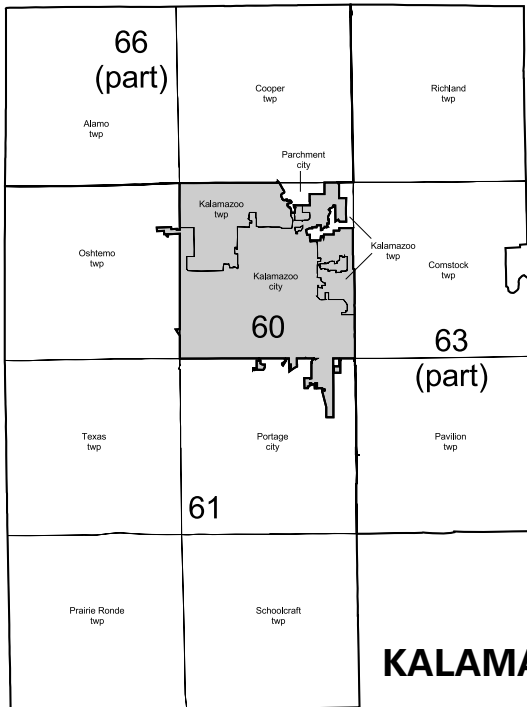 66
(part)
Cooper
twp
Richland
twp
Alamo
twp
Parchment
city
Kalamazoo
twp
Kalamazoo
twp
Oshtemo
twp
Comstock
twp
Kalamazoo
city
60
63
(part)
Texas
twp
Portage
city
Pavilion
twp
61
Prairie Ronde
twp
Schoolcraft
twp
KALAMA